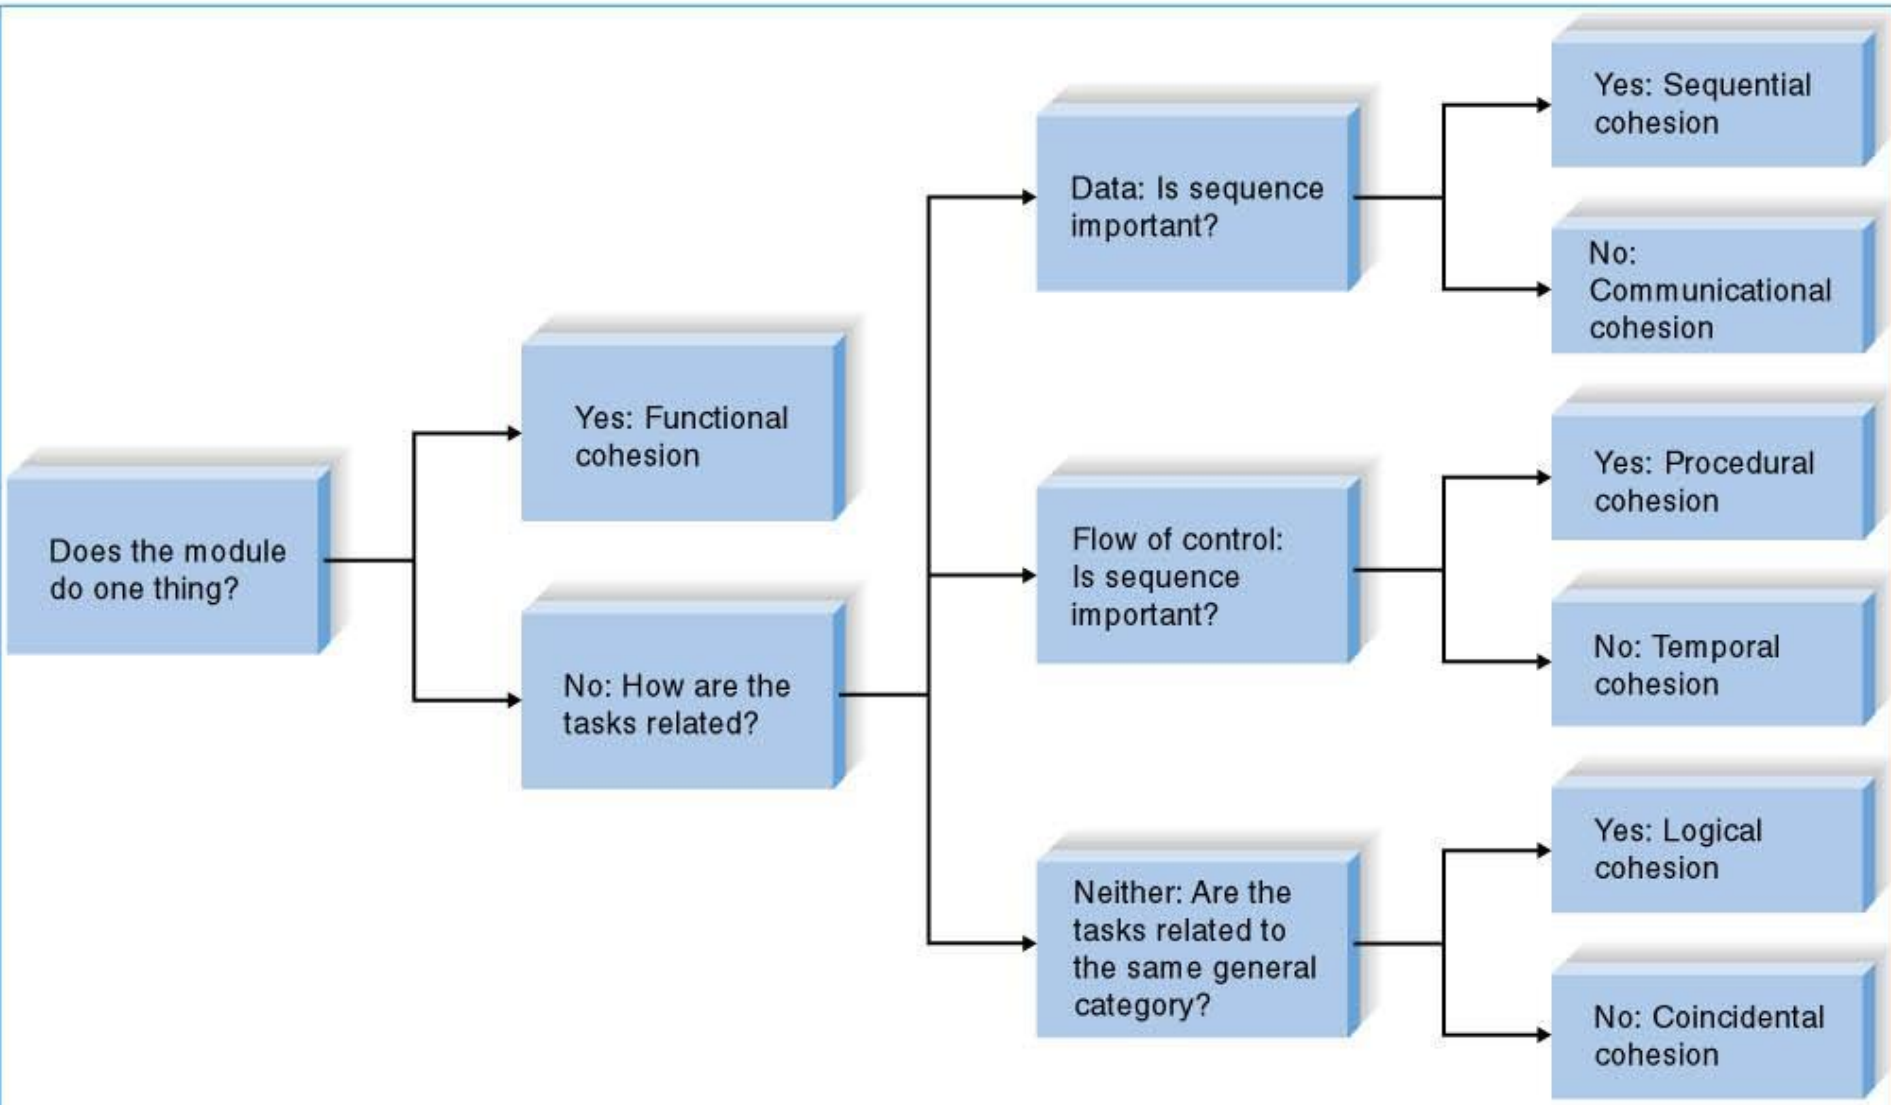 Does the module
do one thing?
Yes: Functional
cohesion
No: How are the
tasks related?
Data: Is sequence
important?
Flow of control:
Is sequence
important?
Neither: Are the
tasks related to
the same general
category?
Yes: Sequential
cohesion
No:
Communicational
cohesion
Yes: Procedural
cohesion
No: Temporal
cohesion
Yes: Logical
cohesion
No: Coincidental
cohesion